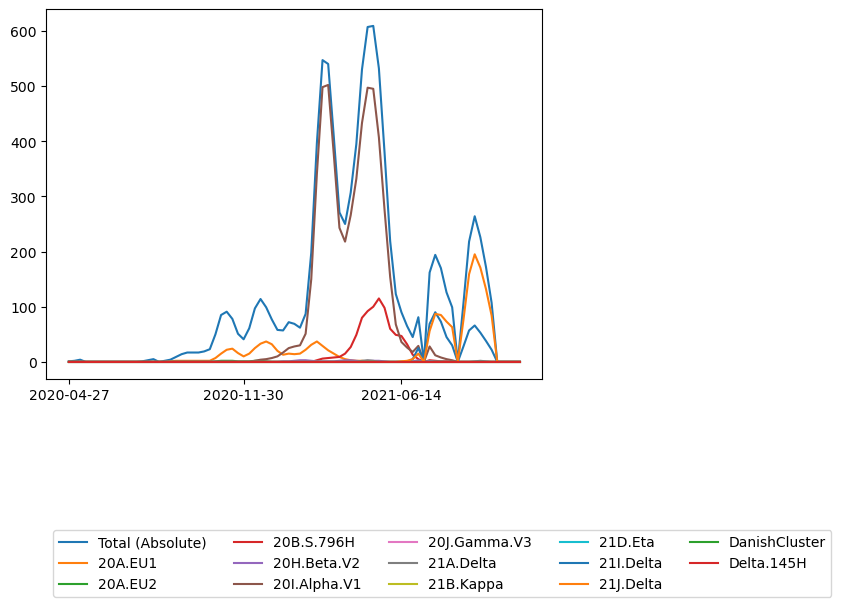 600
500
400
300
200
100
0
2020-04-27 2020-11-30 2021-06-14
Total (Absolute) 20B.S.796H 20J.Gamma.V3 21D.Eta DanishCluster
20A.EU1 20H.Beta.V2 21A.Delta 21I.Delta Delta.145H
20A.EU2 20I.Alpha.V1 21B.Kappa 21J.Delta